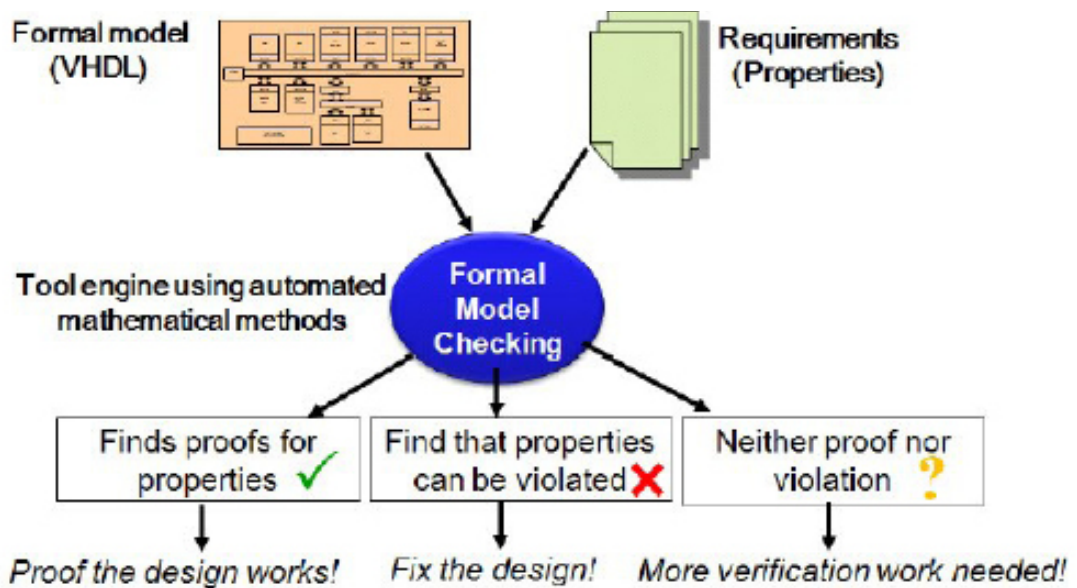 Formal model
(VHDL)
Requirements
(Properties)
Tool engine using automated
mathematical methods
Formal
Model
Checking
Finds proofs for
properties
Find that properties
can be violated
Neither proof nor
violation ?
Proof the design works!
Fix the design!
More verification work needed!